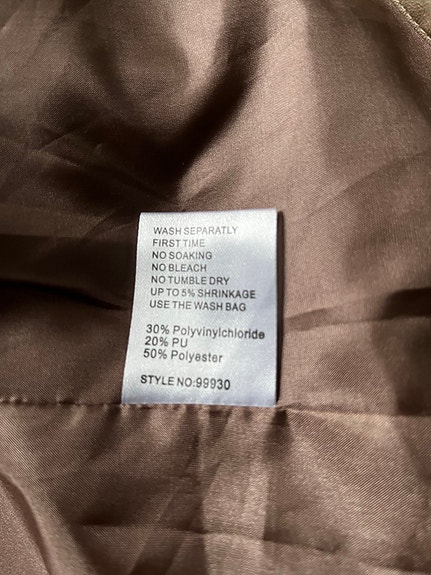 WASH SEPARATLY
FIRST TIME
NO SOAKING
NO BLEACH
NO TUMBLE DRY
UP TO 5% SHRINKAGE
USE THE WASH BAG
30% Polyvinylchloride
20% PU
50% Polyester
STYLE NO:99930